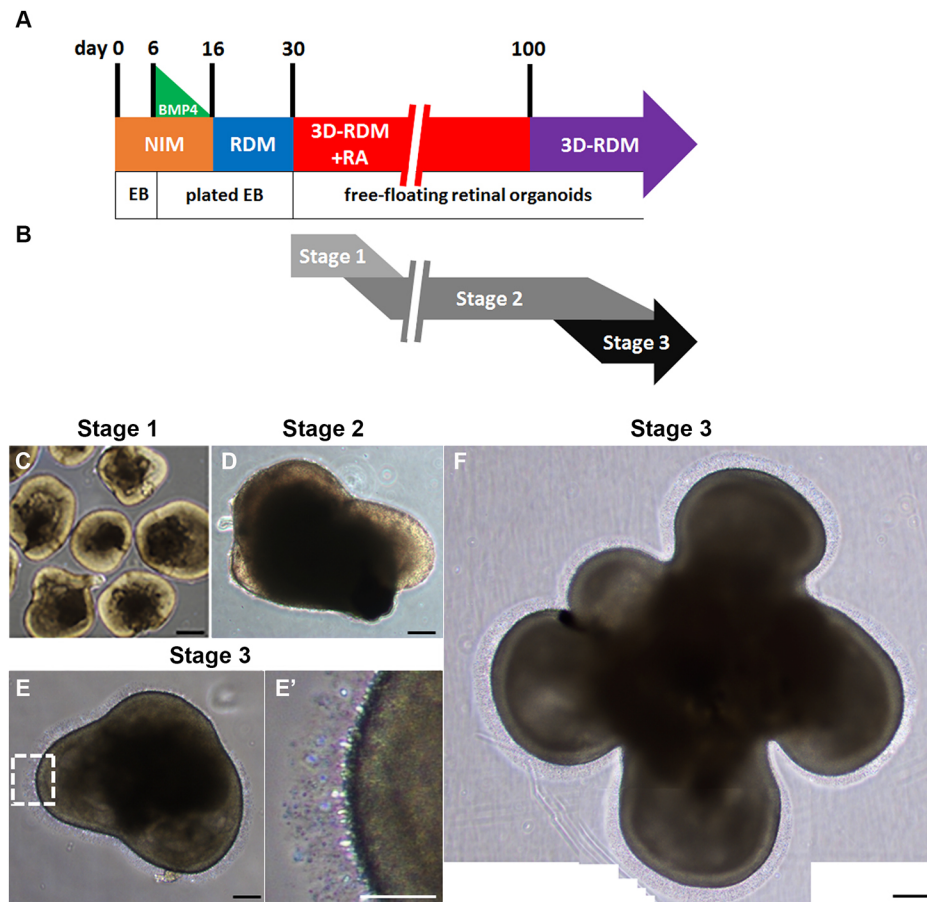 A
day 0 6 16 30 100
BMP4
NIM RDM 3D-RDM +RA 3D-RDM
EB plated EB free-floating retinal organoids
B
Stage 1
Stage 2
Stage 3
Stage 1 Stage 2 Stage 3
C D F
Stage 3
E E'